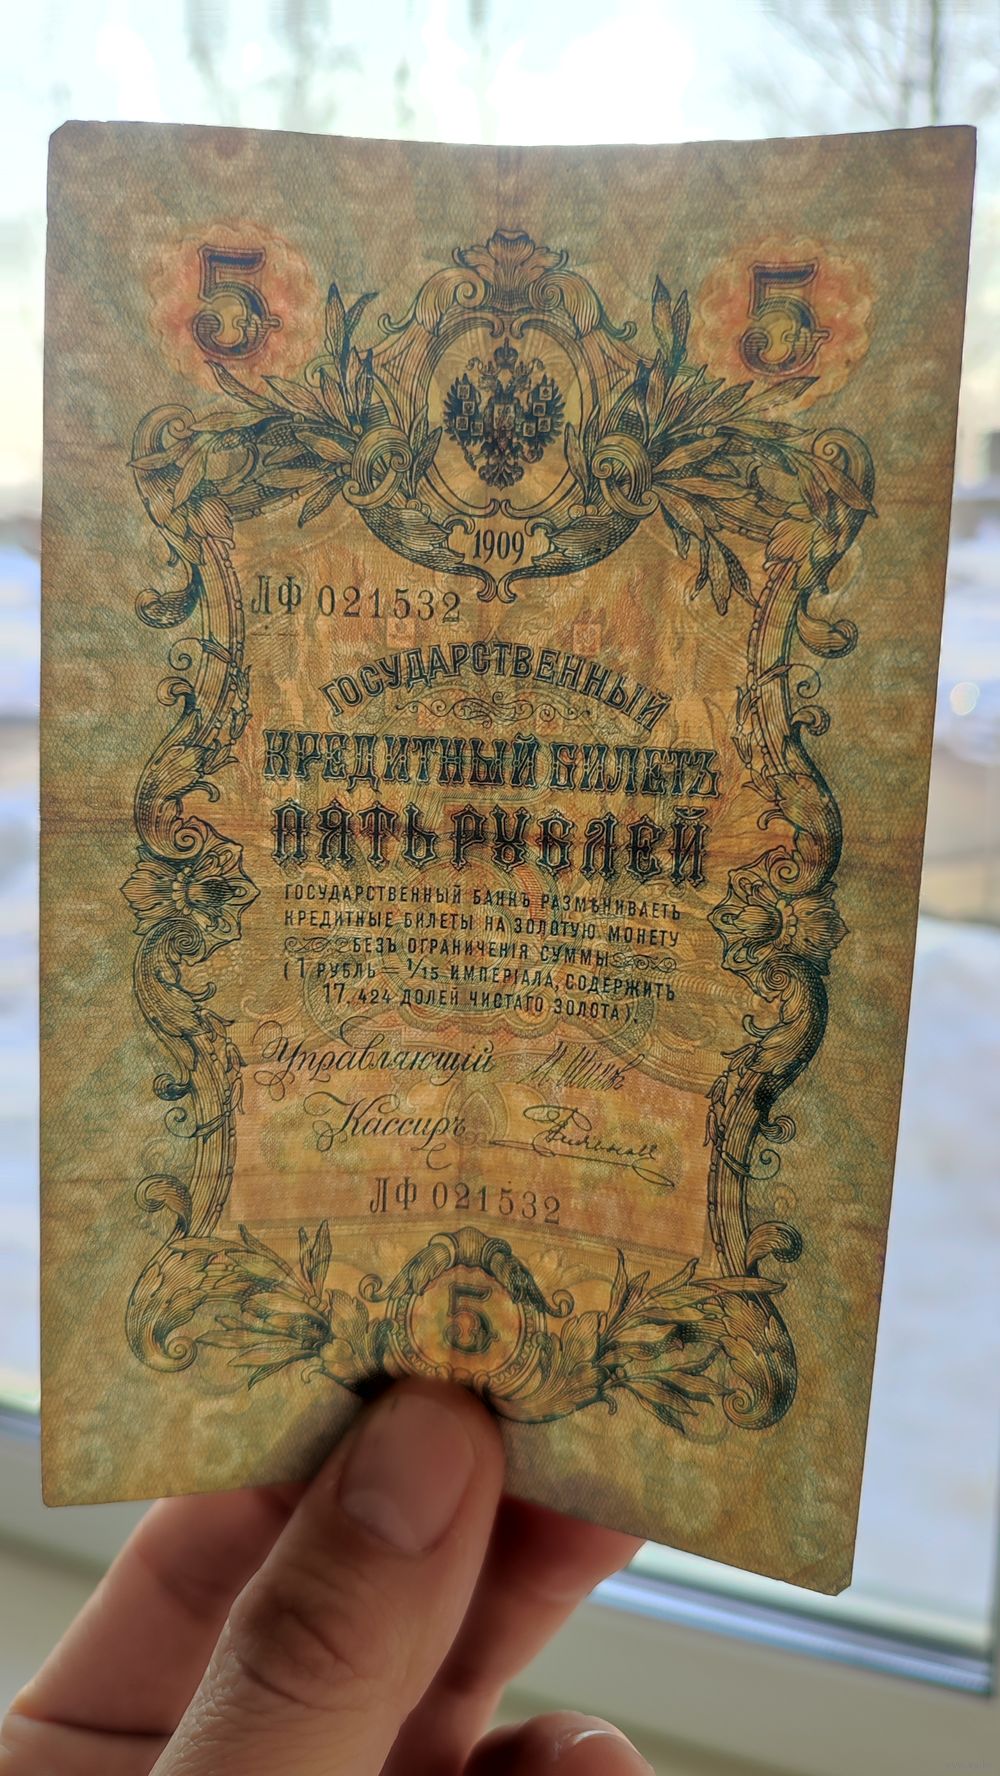 5 5
1909
ЛФ 021532
ГОСУДАРСТВЕННЫЙ
КРЕДИТНЫЙ БИЛЕТЪ
ПЯТЬ РУБЛЕЙ
ГОСУДАРСТВЕННЫЙ БАНКЪ РАЗМѢНИВАЕТЪ
КРЕДИТНЫЕ БИЛЕТЫ НА ЗОЛОТУЮ МОНЕТУ
БЕЗЪ ОГРАНИЧЕНІЯ СУММЫ
(1 РУБЛЬ = 1/15 ИМПЕРІАЛА, СОДЕРЖИТЪ
17,424 ДОЛЕЙ ЧИСТАГО ЗОЛОТА).
Управляющій
Кассиръ
ЛФ 021532
5